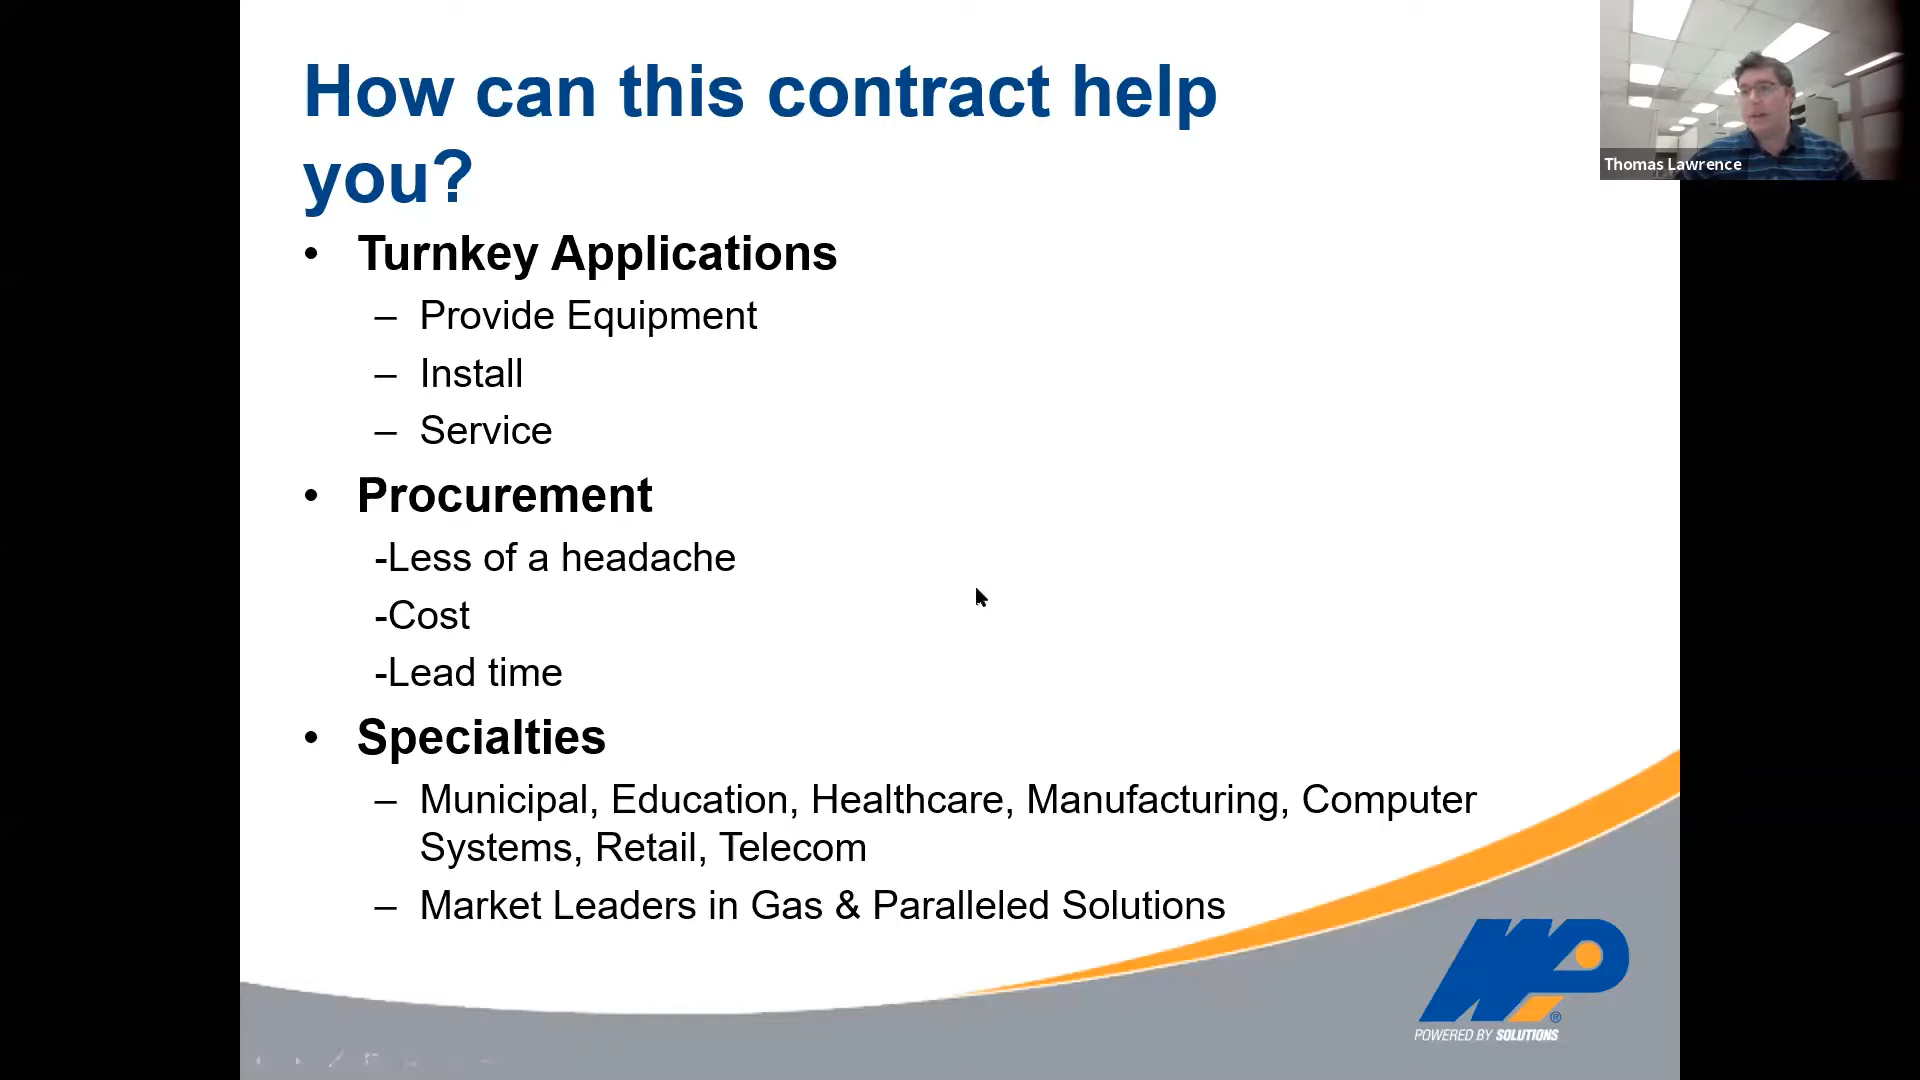 How can this contract help
you?
• Turnkey Applications
– Provide Equipment
– Install
– Service
• Procurement
-Less of a headache
-Cost
-Lead time
• Specialties
– Municipal, Education, Healthcare, Manufacturing, Computer
Systems, Retail, Telecom
– Market Leaders in Gas & Paralleled Solutions
Thomas Lawrence
WP
®
POWERED BY SOLUTIONS